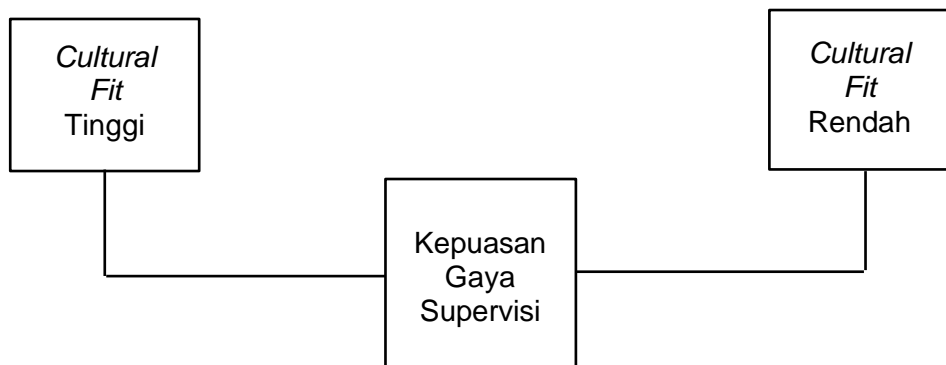 Cultural
Fit
Tinggi
Cultural
Fit
Rendah
Kepuasan
Gaya
Supervisi